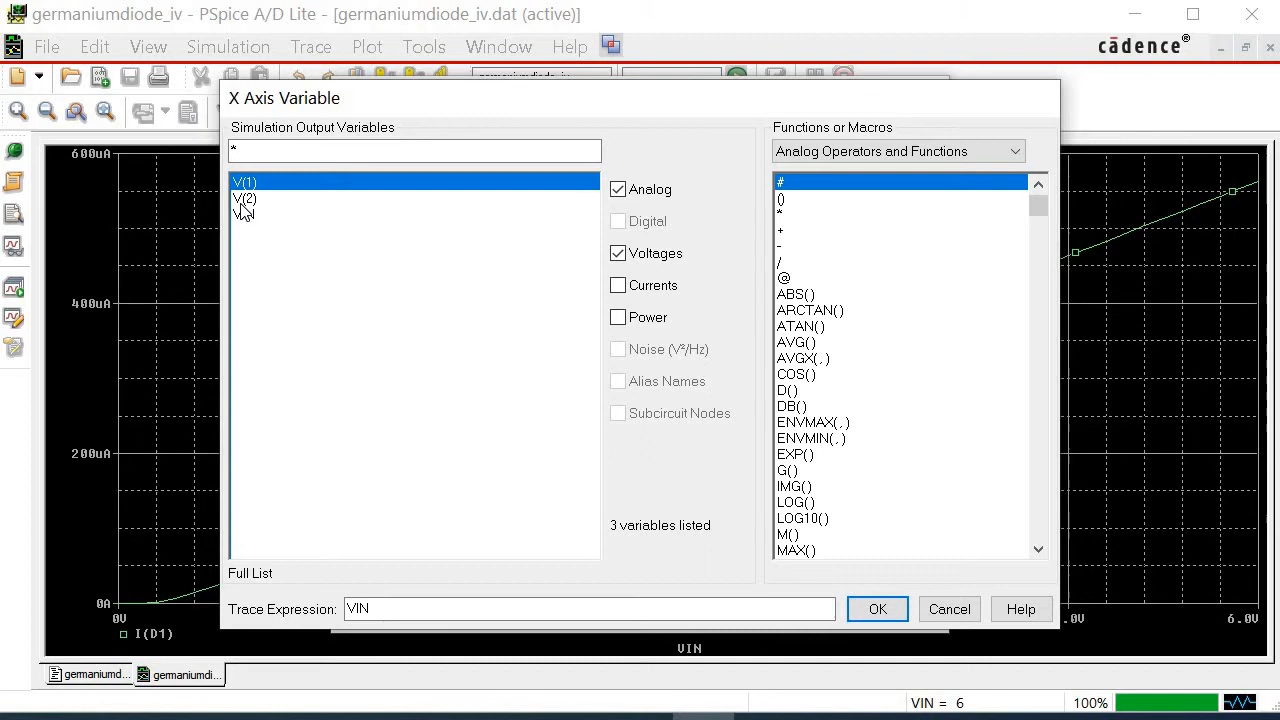 germaniumdiode_iv - PSpice A/D Lite - [germaniumdiode_iv.dat (active)]
File Edit View Simulation Trace Plot Tools Window Help
cādence®
X Axis Variable
Simulation Output Variables
*
V(1)
V(2)
Analog
Digital
Voltages
Currents
Power
Noise (V²/Hz)
Alias Names
Subcircuit Nodes
3 variables listed
Full List
Functions or Macros
Analog Operators and Functions
#
()
*
+
-
/
@
ABS()
ARCTAN()
ATAN()
AVG()
AVGX(,)
COS()
D()
DB()
ENVMAX(,)
ENVMIN(,)
EXP()
G()
IMG()
LOG()
LOG10()
M()
MAX()
Trace Expression: VIN
OK Cancel Help
600uA
400uA
200uA
0A
0V
6.0V
I(D1)
VIN
germaniumd...
germaniumdi...
VIN = 6
100%